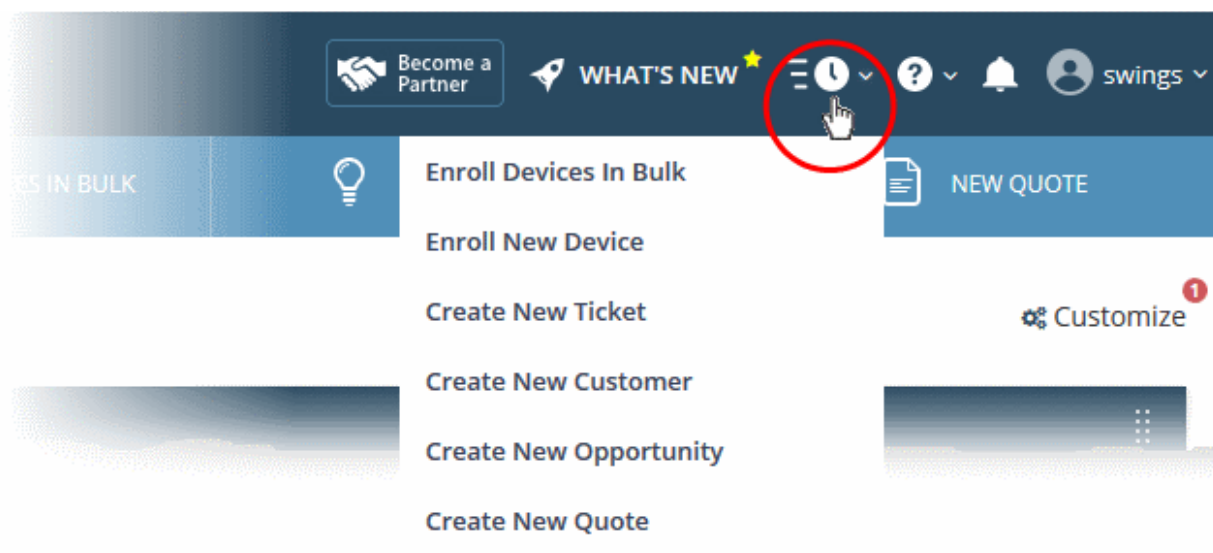 Become a
Partner
WHAT'S NEW
swings
IN BULK
NEW QUOTE
Enroll Devices In Bulk
Enroll New Device
Create New Ticket
1
Customize
Create New Customer
Create New Opportunity
Create New Quote